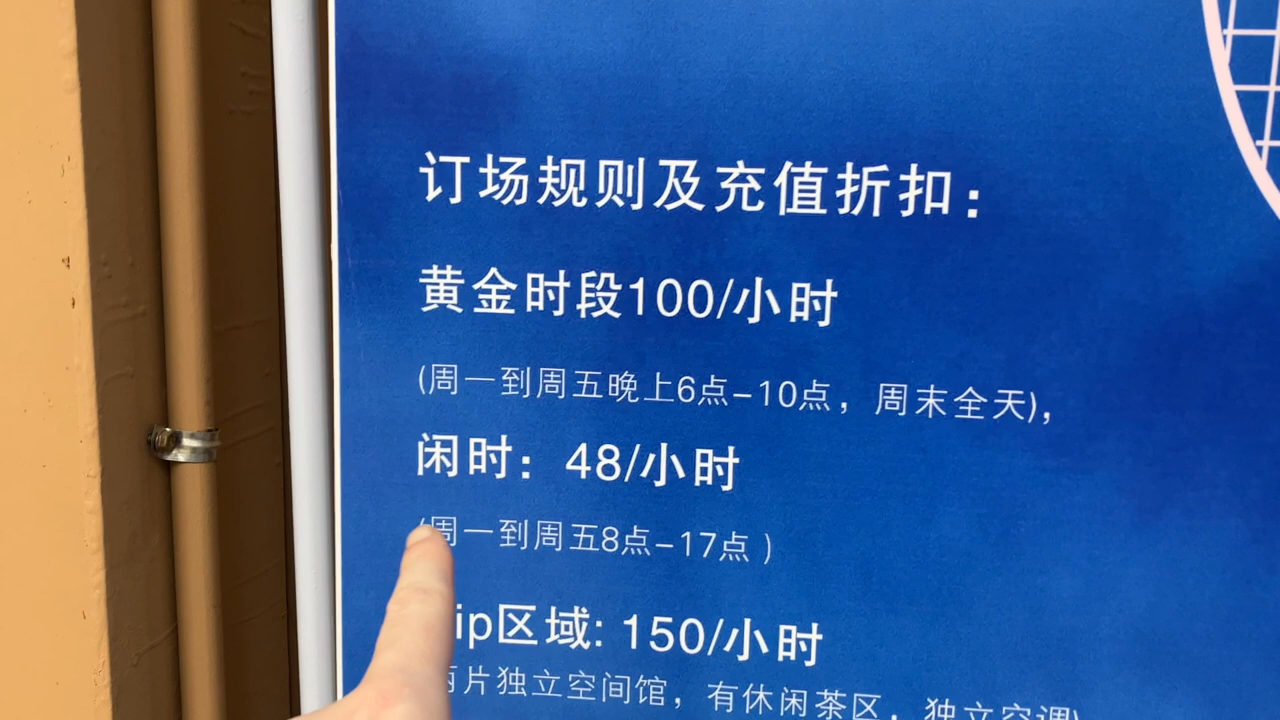 订场规则及充值折扣：
黄金时段100/小时
(周一到周五晚上6点-10点，周末全天)，
闲时：48/小时
(周一到周五8点-17点 )
ip区域: 150/小时
片独立空间馆，有休闲茶区，独立空调)